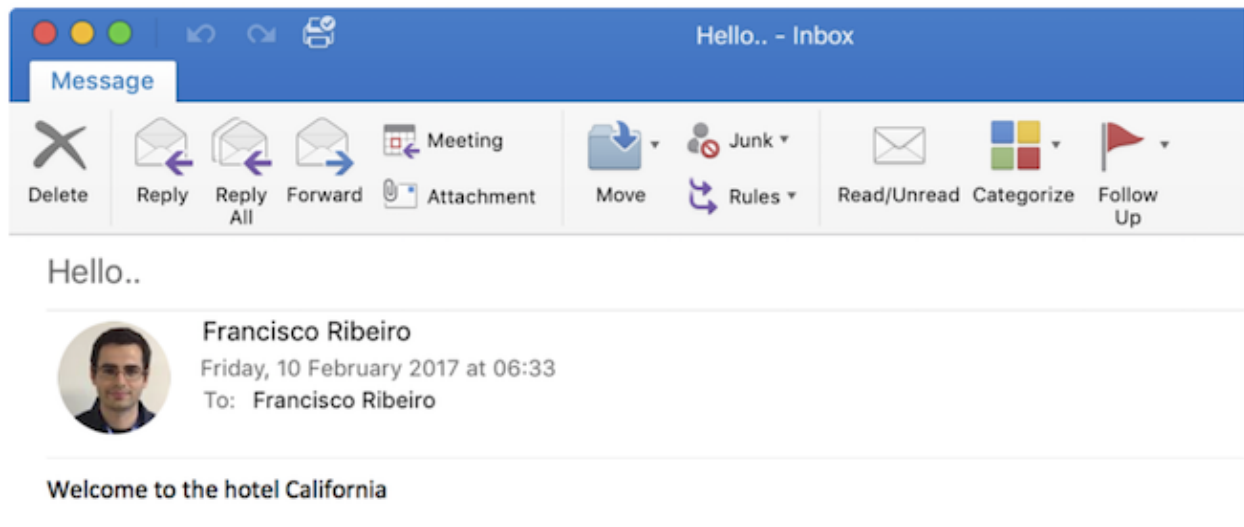 Hello.. - Inbox
Message
Delete
Reply
Reply All
Forward
Meeting
Attachment
Move
Junk
Rules
Read/Unread
Categorize
Follow Up
Hello..
Francisco Ribeiro
Friday, 10 February 2017 at 06:33
To: Francisco Ribeiro
Welcome to the hotel California